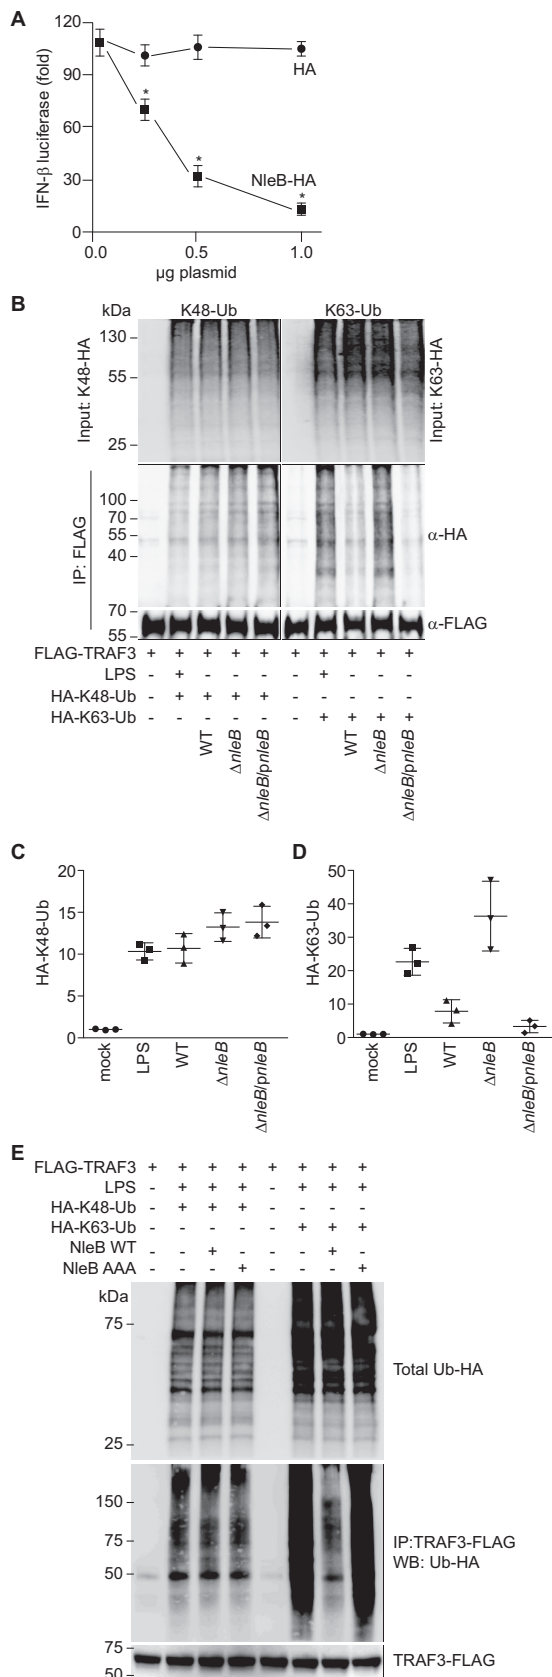 A
120
90
60
30
0
IFN-β luciferase (fold)
HA
*
*
NleB-HA
*
0.0 0.5 1.0
µg plasmid
B
kDa K48-Ub K63-Ub
Input: K48-HA
130
55
25
Input: K63-HA
IP: FLAG
100
70
55
40
α-HA
70
55
α-FLAG
FLAG-TRAF3 + + + + + + + + + +
LPS - + - - - - + - - -
HA-K48-Ub - + + + + - - - - -
HA-K63-Ub - - - - - - + + + +
WT ΔnleB ΔnleB/pnleB WT ΔnleB ΔnleB/pnleB
C
HA-K48-Ub
20
15
10
5
0
mock LPS WT ΔnleB ΔnleB/pnleB
D
HA-K63-Ub
50
40
30
20
10
0
mock LPS WT ΔnleB ΔnleB/pnleB
E
FLAG-TRAF3 + + + + + + + +
LPS - + + + - + + +
HA-K48-Ub - + + + - - - -
HA-K63-Ub - - - - - + + +
NleB WT - - + - - - + -
NleB AAA - - - + - - - +
kDa
75
25
Total Ub-HA
150
75
50
IP:TRAF3-FLAG
WB: Ub-HA
75
50
TRAF3-FLAG